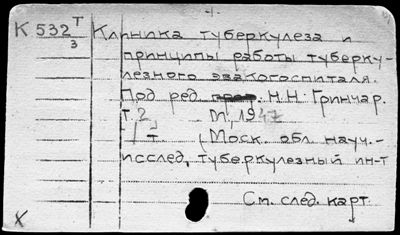 К 532 Т/3 Клиника туберкулеза и
принципы работы туберку-
лезного эвакогоспиталя.
Под ред. Н.Н. Гринчар.
Т. 2 М., 1947
1 т. (Моск. обл. науч.-
исслед. туберкулезный ин-т
См. след. карт.
X